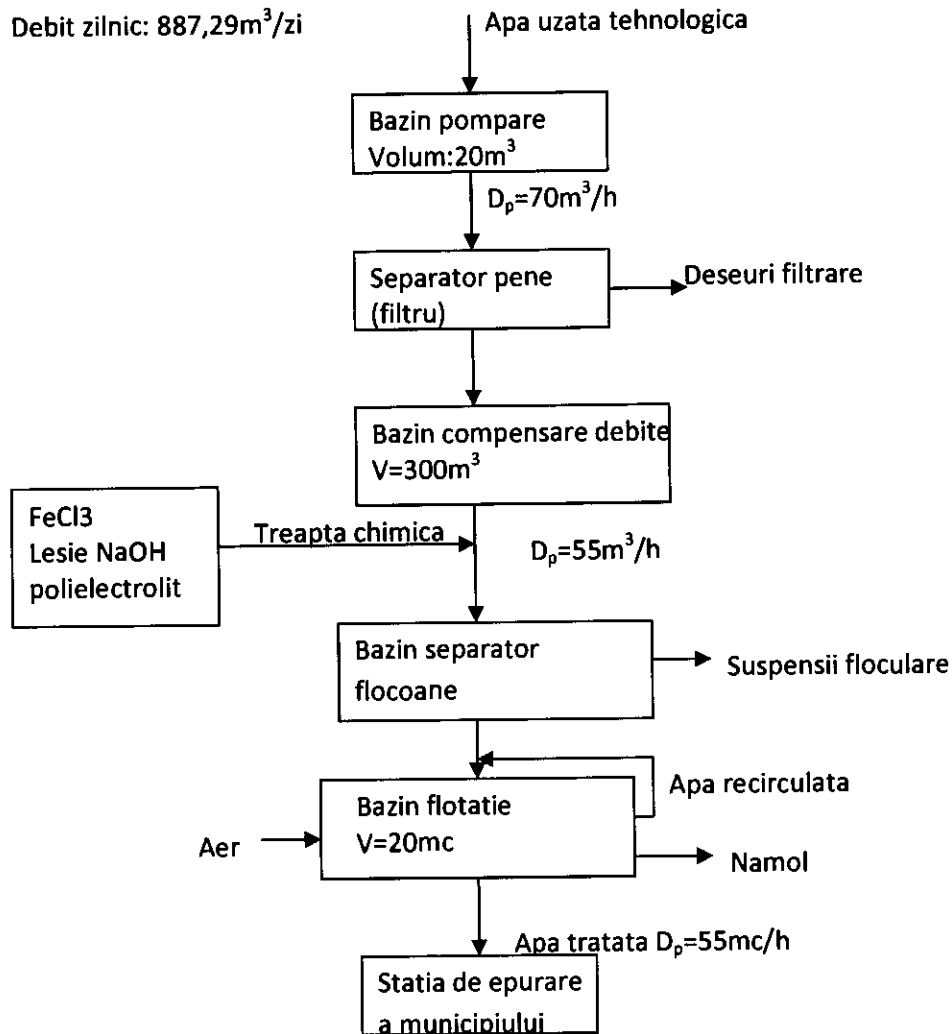 Debit zilnic: 887,29m³/zi
Apa uzata tehnologica
Bazin pompare
Volum:20m³
Dₚ=70m³/h
Separator pene
(filtru)
Deseuri filtrare
Bazin compensare debite
V=300m³
FeCl3
Lesie NaOH
polielectrolit
Treapta chimica
Dₚ=55m³/h
Bazin separator
flocoane
Suspensii floculare
Apa recirculata
Bazin flotatie
V=20mc
Aer
Namol
Apa tratata Dₚ=55mc/h
Statia de epurare
a municipiului